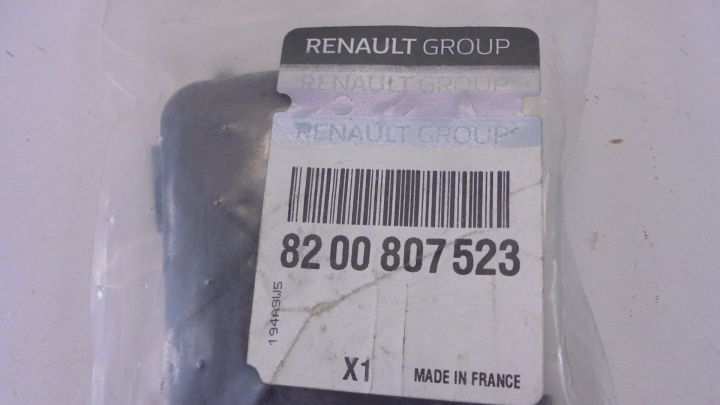 RENAULT GROUP
RENAULT GROUP
RENAULT GROUP
82 00 807 523
X1
MADE IN FRANCE